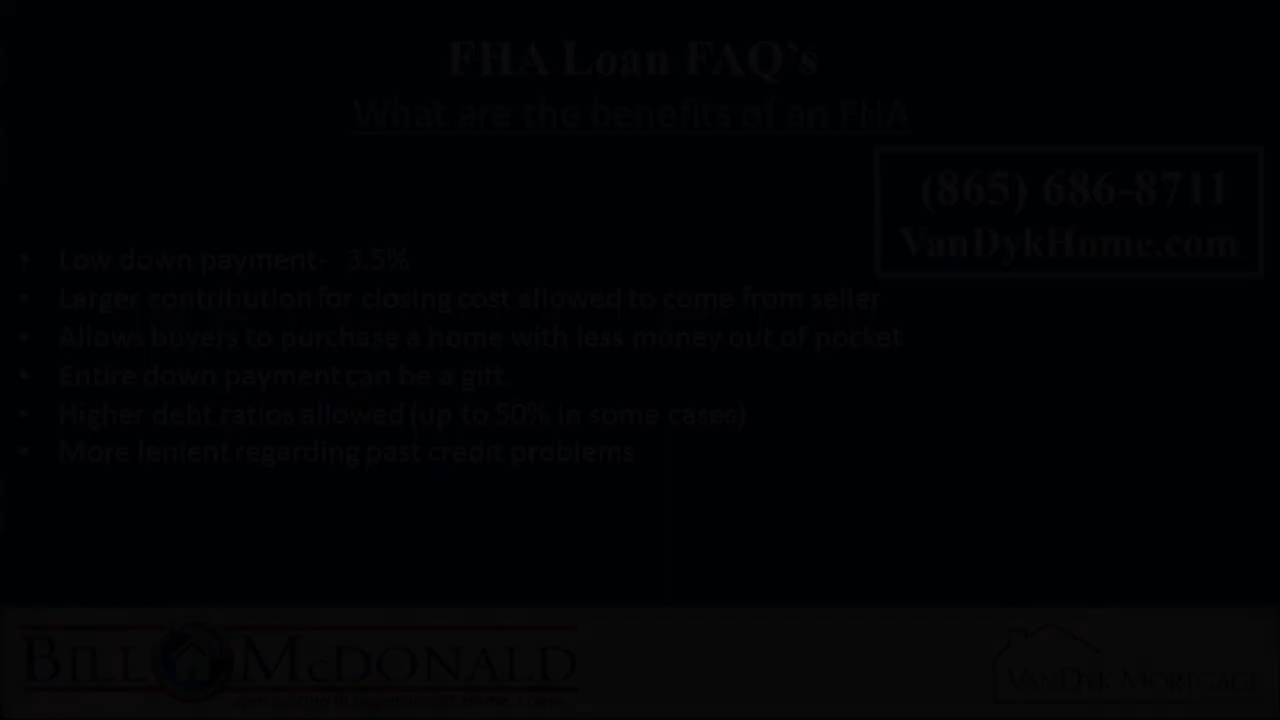 FHA Loan FAQ's
What are the benefits of an FHA
(865) 686-8711
VanDykHome.com
• Low down payment- 3.5%
• Larger contribution for closing cost allowed to come from seller
• Allows buyers to purchase a home with less money out of pocket
• Entire down payment can be a gift
• Higher debt ratios allowed (up to 50% in some cases)
• More lenient regarding past credit problems
BILL MCDONALD
VANDYK MORTGAGE